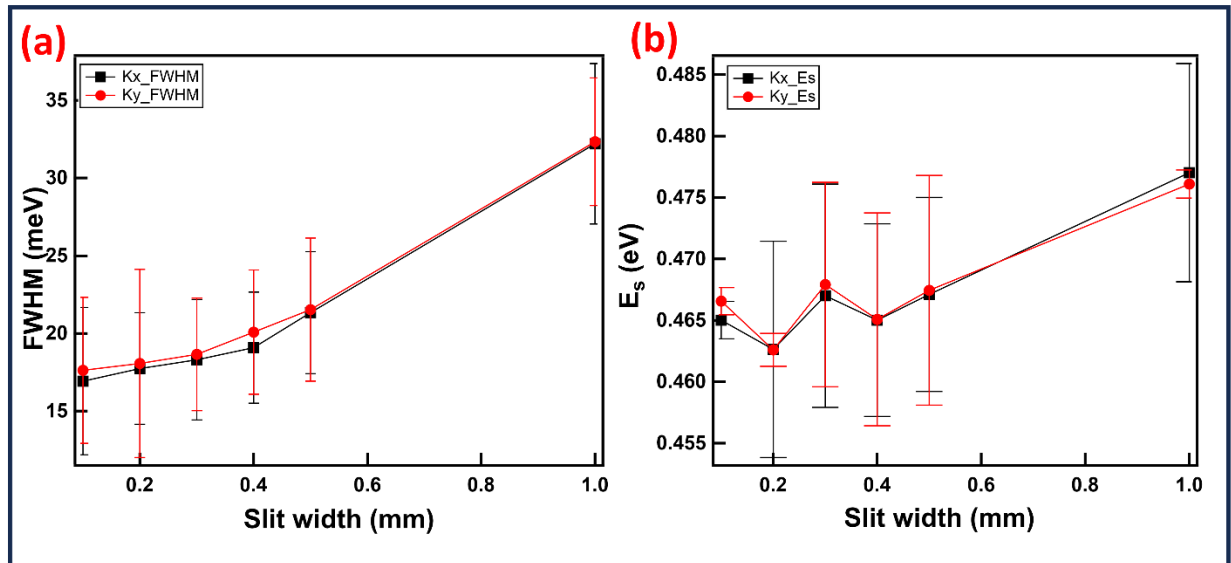 (a)
Kx_FWHM
Ky_FWHM
FWHM (meV)
35
30
25
20
15
0.2
0.4
0.6
0.8
1.0
Slit width (mm)
(b)
Kx_Es
Ky_Es
Es (eV)
0.485
0.480
0.475
0.470
0.465
0.460
0.455
0.2
0.4
0.6
0.8
1.0
Slit width (mm)